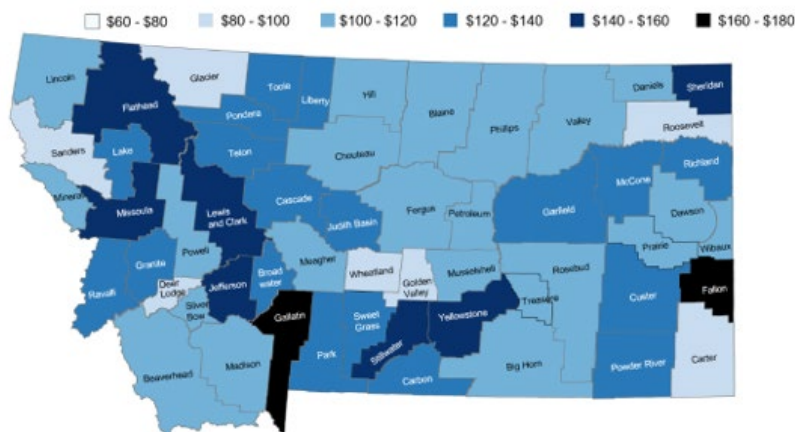 $60 - $80
$80 - $100
$100 - $120
$120 - $140
$140 - $160
$160 - $180
Lincoln
Flathead
Glacier
Toole
Liberty
Hill
Blaine
Phillips
Valley
Daniels
Sheridan
Roosevelt
Pondera
Sanders
Lake
Teton
Chouteau
McCone
Richland
Mineral
Missoula
Lewis
and Clark
Cascade
Judith Basin
Fergus
Petroleum
Garfield
Dawson
Powell
Meagher
Prairie
Wibaux
Ravalli
Granite
Deer
Lodge
Silver
Bow
Jefferson
Broad
water
Wheatland
Golden
Valley
Musselshell
Rosebud
Treasure
Custer
Fallon
Gallatin
Park
Sweet
Grass
Stillwater
Yellowstone
Beaverhead
Madison
Carbon
Big Horn
Powder River
Carter